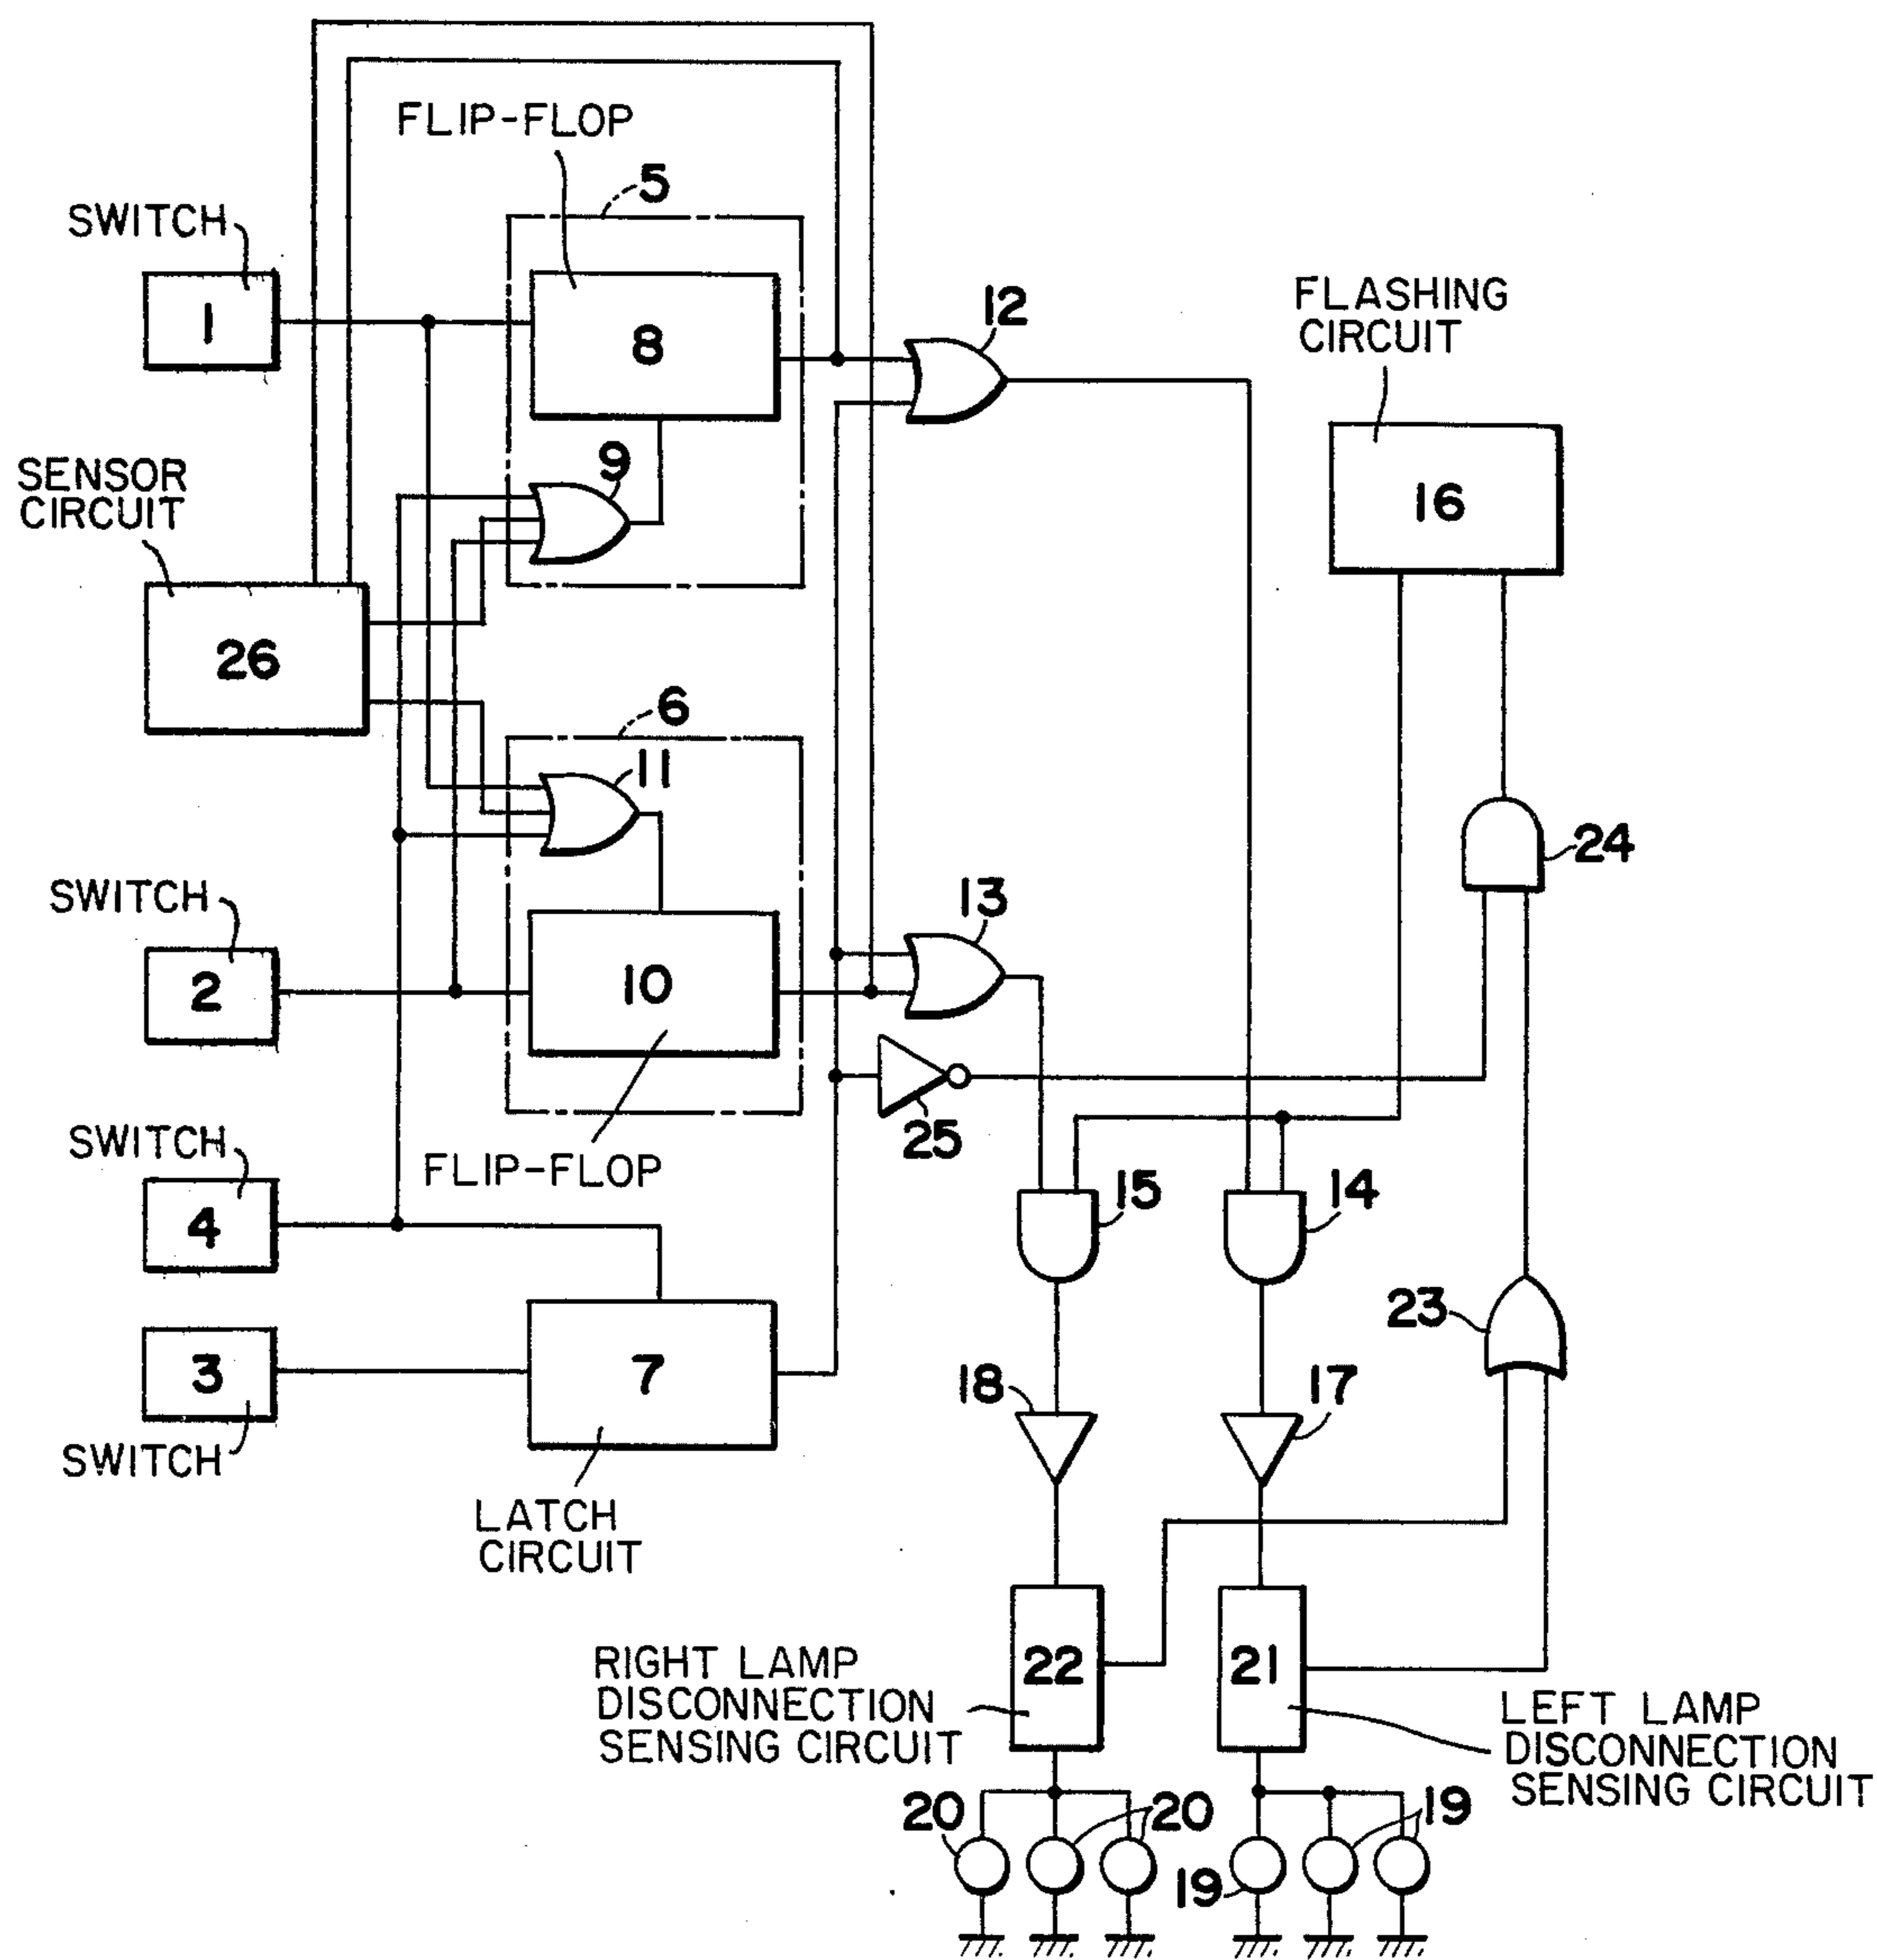 FLIP-FLOP
5
SWITCH
1
8
12
FLASHING
CIRCUIT
16
9
SENSOR
CIRCUIT
26
6
11
24
SWITCH
13
2
10
25
SWITCH
FLIP-FLOP
15
14
4
23
3
7
18
17
SWITCH
LATCH
CIRCUIT
RIGHT LAMP
DISCONNECTION
SENSING CIRCUIT
22
21
LEFT LAMP
DISCONNECTION
SENSING CIRCUIT
20
20
19
19